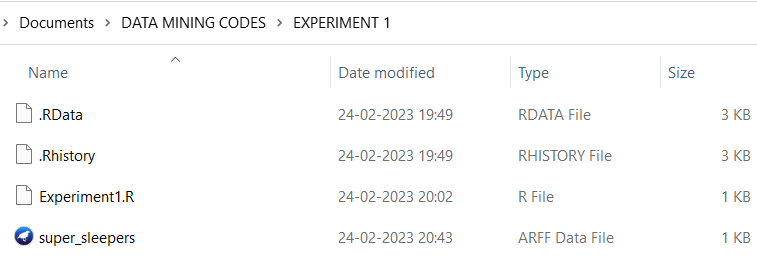 > Documents > DATA MINING CODES > EXPERIMENT 1
Name Date modified Type Size
.RData 24-02-2023 19:49 RDATA File 3 KB
.Rhistory 24-02-2023 19:49 RHISTORY File 3 KB
Experiment1.R 24-02-2023 20:02 R File 1 KB
super_sleepers 24-02-2023 20:43 ARFF Data File 1 KB